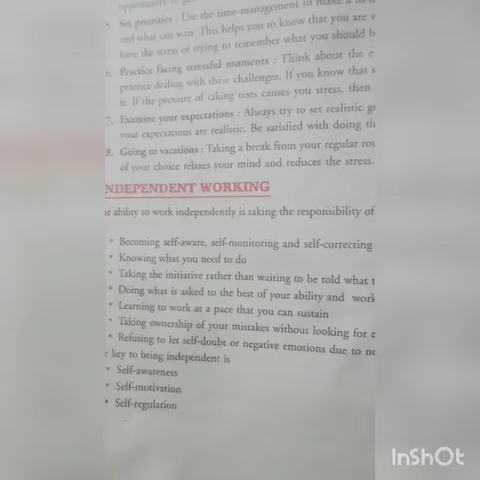 opportunity to
5. Set priorities : Use the time-management to make a to
and what can wait. This helps you to know that you are
have the stress of trying to remember what you should b
6. Practice facing stressful moments : Think about the e
practice dealing with these challenges. If you know that s
it. If the pressure of taking tests causes you stress, then
7. Examine your expectations : Always try to set realistic g
your expectations are realistic. Be satisfied with doing th
8. Going to vacations : Taking a break from your regular rou
of your choice relaxes your mind and reduces the stress.
NDEPENDENT WORKING
ability to work independently is taking the responsibility of
• Becoming self-aware, self-monitoring and self-correcting
• Knowing what you need to do
• Taking the initiative rather than waiting to be told what t
• Doing what is asked to the best of your ability and work
• Learning to work at a pace that you can sustain
• Taking ownership of your mistakes without looking for e
• Refusing to let self-doubt or negative emotions due to ne
key to being independent is
• Self-awareness
• Self-motivation
• Self-regulation
InShOt